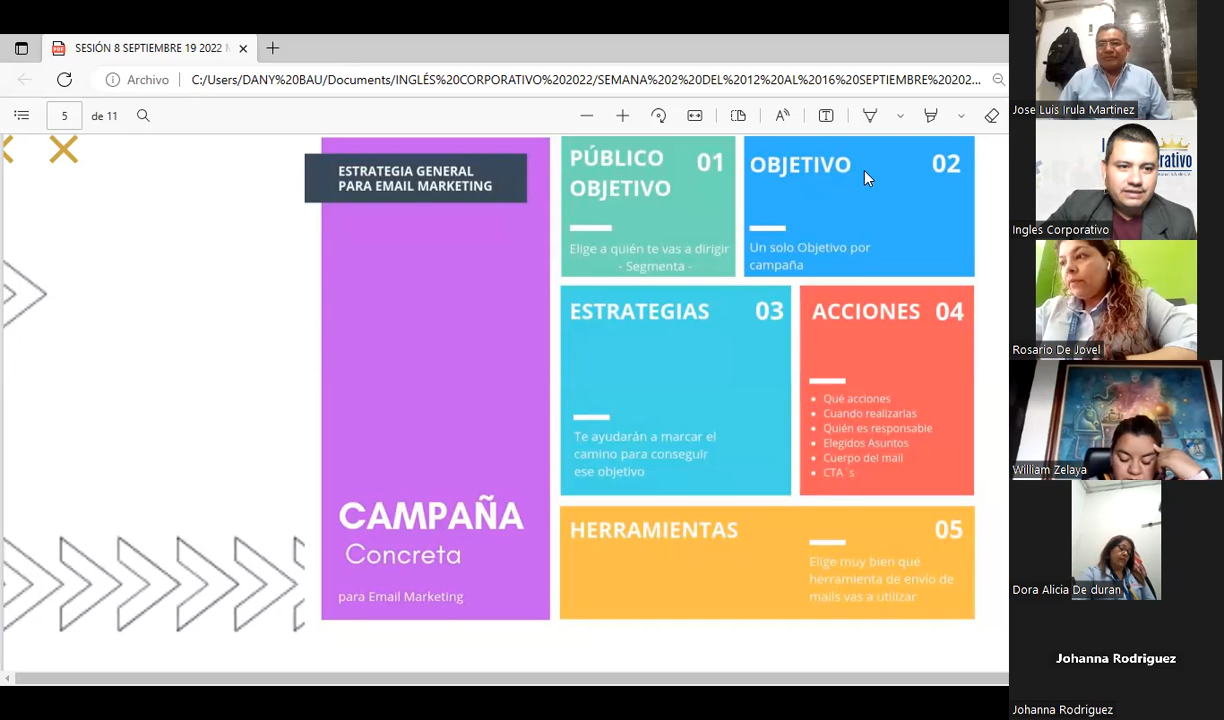 SESIÓN 8 SEPTIEMBRE 19 2022
Archivo
C:/Users/DANY%20BAU/Documents/INGLÉS%20CORPORATIVO%202022/SEMANA%202%20DEL%2012%20AL%2016%20SEPTIEMBRE%20202...
5
de 11
ESTRATEGIA GENERAL
PARA EMAIL MARKETING
CAMPAÑA
Concreta
para Email Marketing
PÚBLICO
OBJETIVO
01
Elige a quién te vas a dirigir
- Segmenta -
OBJETIVO
02
Un solo Objetivo por
campaña
ESTRATEGIAS
03
Te ayudarán a marcar el
camino para conseguir
ese objetivo
ACCIONES
04
• Qué acciones
• Cuando realizarlas
• Quién es responsable
• Elegidos Asuntos
• Cuerpo del mail
• CTA´s
HERRAMIENTAS
05
Elige muy bien qué
herramienta de envío de
mails vas a utilizar
Jose Luis Irula Martinez
Ingles Corporativo
Rosario De Jovel
William Zelaya
Dora Alicia De duran
Johanna Rodriguez
Johanna Rodriguez